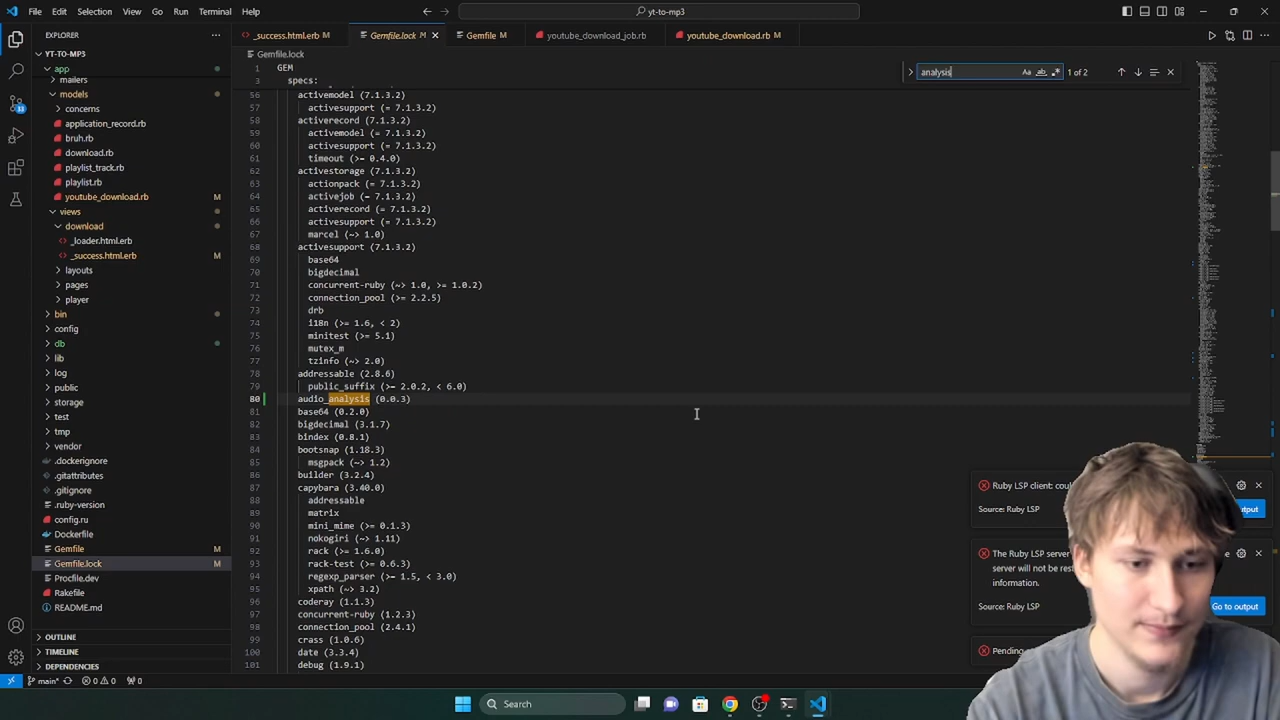 File Edit Selection View Go Run Terminal Help
yt-to-mp3
EXPLORER
_success.html.erb M
Gemfile.lock M
Gemfile M
youtube_download_job.rb
youtube_download.rb M
YT-TO-MP3
app
mailers
models
concerns
application_record.rb
bruh.rb
download.rb
playlist_track.rb
playlist.rb
youtube_download.rb M
views
download
_loader.html.erb
_success.html.erb M
layouts
pages
player
bin
config
db
lib
log
public
storage
test
tmp
vendor
.dockerignore
.gitattributes
.gitignore
.ruby-version
config.ru
Dockerfile
Gemfile M
Gemfile.lock M
Procfile.dev
Rakefile
README.md
OUTLINE
TIMELINE
DEPENDENCIES
33
Gemfile.lock
analysis
Aa ab
1 of 2
1 GEM
3 specs:
56 activemodel (7.1.3.2)
57 activesupport (= 7.1.3.2)
58 activerecord (7.1.3.2)
59 activemodel (= 7.1.3.2)
60 activesupport (= 7.1.3.2)
61 timeout (>= 0.4.0)
62 activestorage (7.1.3.2)
63 actionpack (= 7.1.3.2)
64 activejob (= 7.1.3.2)
65 activerecord (= 7.1.3.2)
66 activesupport (= 7.1.3.2)
67 marcel (~> 1.0)
68 activesupport (7.1.3.2)
69 base64
70 bigdecimal
71 concurrent-ruby (~> 1.0, >= 1.0.2)
72 connection_pool (>= 2.2.5)
73 drb
74 i18n (>= 1.6, < 2)
75 minitest (>= 5.1)
76 mutex_m
77 tzinfo (~> 2.0)
78 addressable (2.8.6)
79 public_suffix (>= 2.0.2, < 6.0)
80 audio_analysis (0.0.3)
81 base64 (0.2.0)
82 bigdecimal (3.1.7)
83 bindex (0.8.1)
84 bootsnap (1.18.3)
85 msgpack (~> 1.2)
86 builder (3.2.4)
87 capybara (3.40.0)
88 addressable
89 matrix
90 mini_mime (>= 0.1.3)
91 nokogiri (~> 1.11)
92 rack (>= 1.6.0)
93 rack-test (>= 0.6.3)
94 regexp_parser (>= 1.5, < 3.0)
95 xpath (~> 3.2)
96 coderay (1.1.3)
97 concurrent-ruby (1.2.3)
98 connection_pool (2.4.1)
99 crass (1.0.6)
100 date (3.3.4)
101 debug (1.9.1)
Ruby LSP client:
Source: Ruby LSP
The Ruby LSP server
server will not be
information.
Source: Ruby LSP
Go to output
Pending
main*
0 0
0
Search